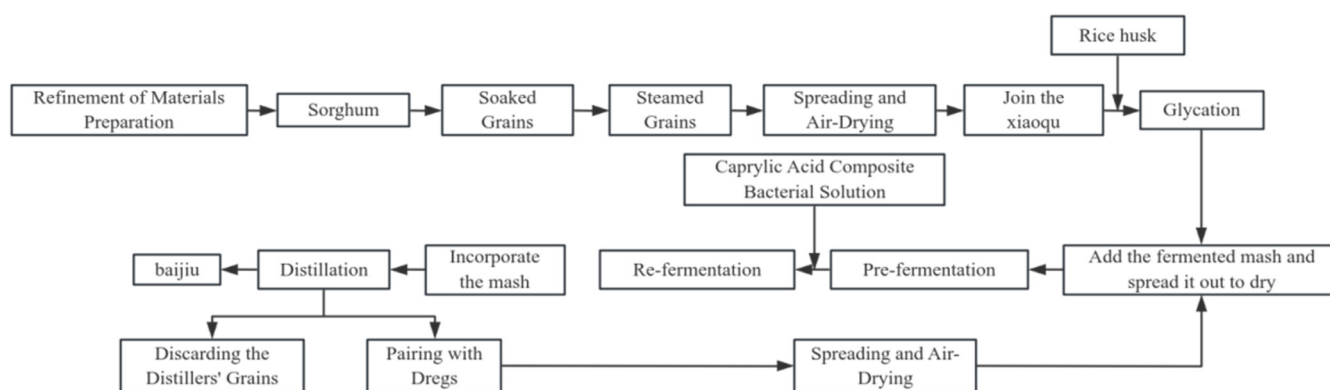 Rice husk
Refinement of Materials
Preparation
Sorghum
Soaked
Grains
Steamed
Grains
Spreading and
Air-Drying
Join the
xiaoqu
Glycation
Caprylic Acid Composite
Bacterial Solution
baijiu
Distillation
Incorporate
the mash
Re-fermentation
Pre-fermentation
Add the fermented mash and
spread it out to dry
Discarding the
Distillers' Grains
Pairing with
Dregs
Spreading and Air-
Drying